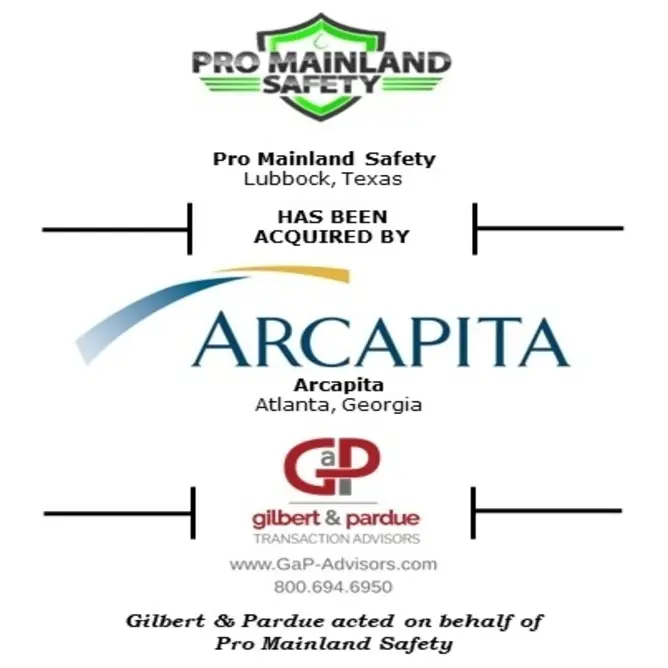 PRO MAINLAND
SAFETY
Pro Mainland Safety
Lubbock, Texas
HAS BEEN
ACQUIRED BY
ARCAPITA
Arcapita
Atlanta, Georgia
GaP
gilbert & pardue
TRANSACTION ADVISORS
www.GaP-Advisors.com
800.694.6950
Gilbert & Pardue acted on behalf of
Pro Mainland Safety